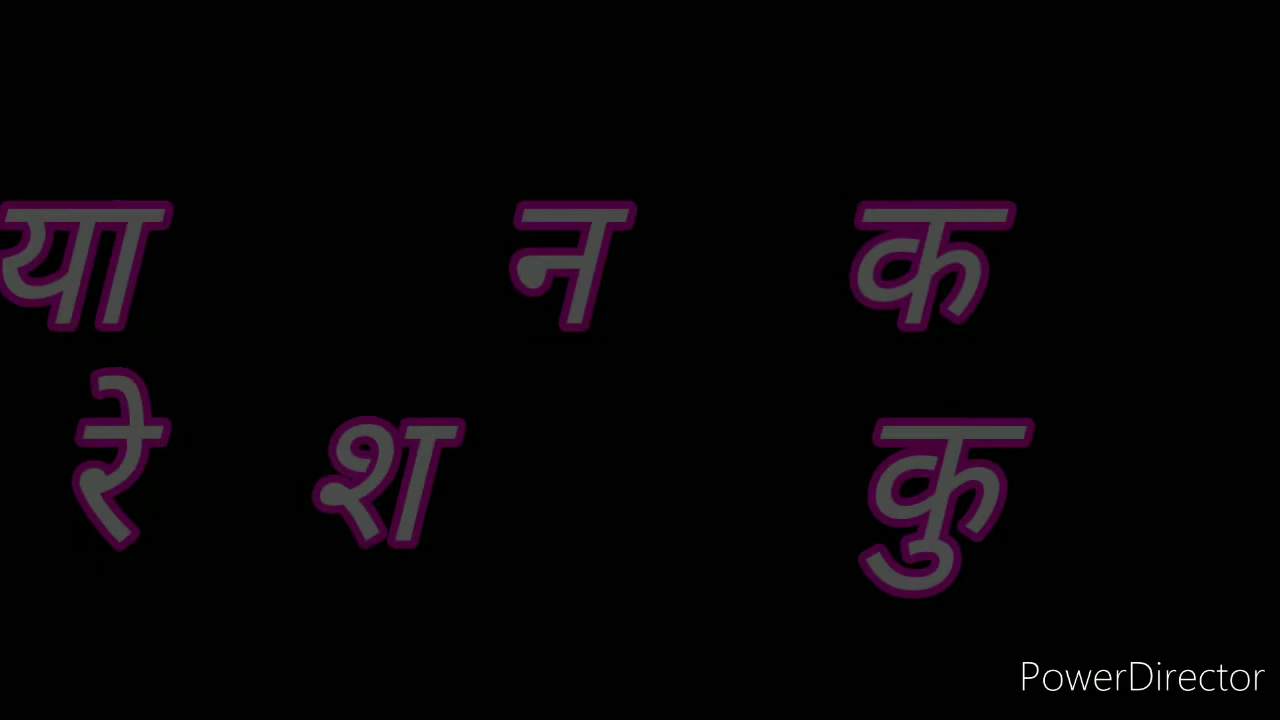 या न क
रे श कु
PowerDirector